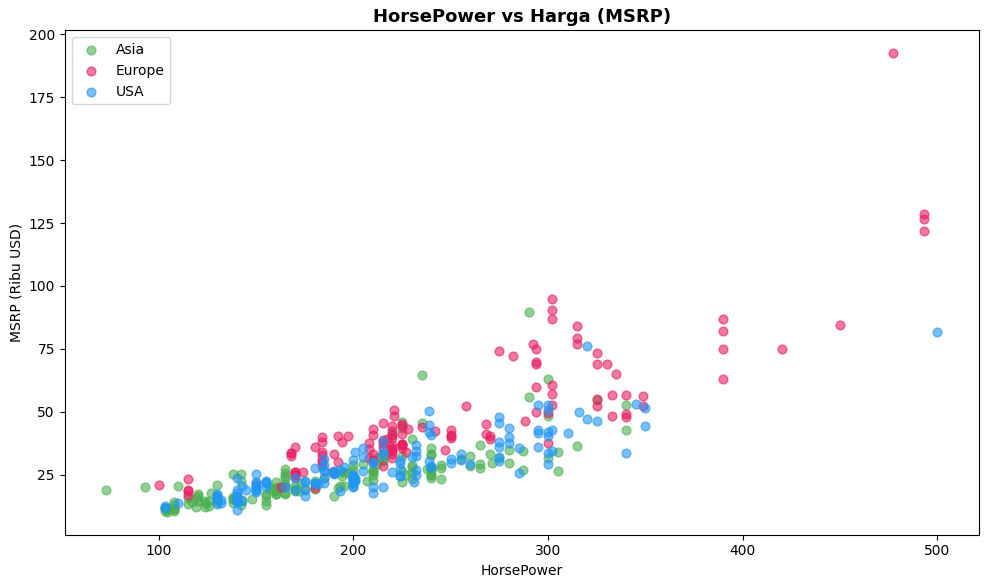 HorsePower vs Harga (MSRP)
Asia
Europe
USA
MSRP (Ribu USD)
200
175
150
125
100
75
50
25
100 200 300 400 500
HorsePower